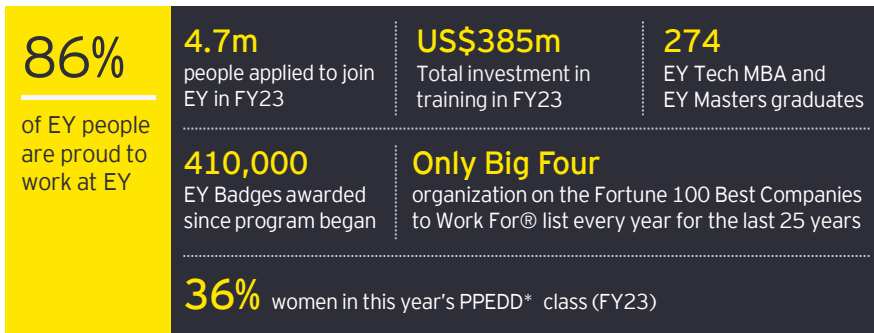 86%
of EY people
are proud to
work at EY
4.7m
people applied to join
EY in FY23
US$385m
Total investment in
training in FY23
274
EY Tech MBA and
EY Masters graduates
410,000
EY Badges awarded
since program began
Only Big Four
organization on the Fortune 100 Best Companies
to Work For® list every year for the last 25 years
36% women in this year's PPEDD* class (FY23)